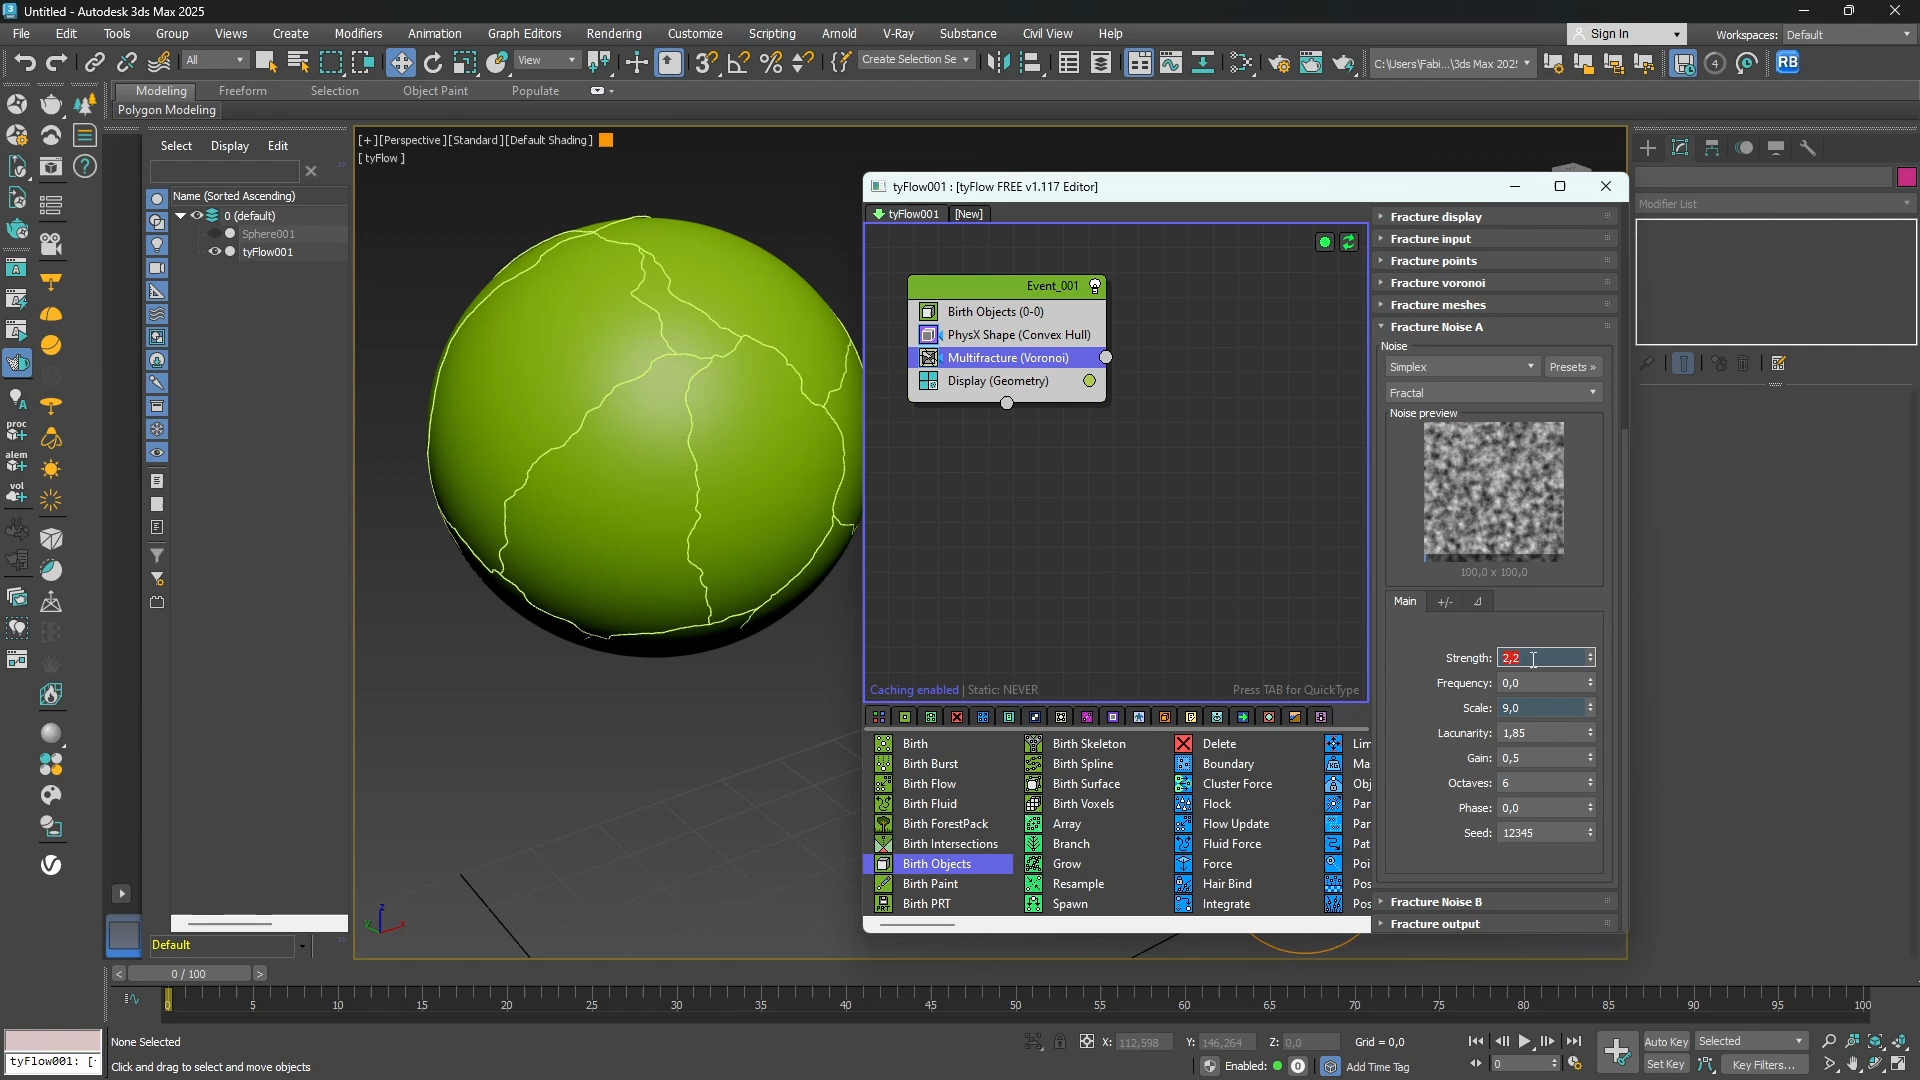 Untitled - Autodesk 3ds Max 2025
File Edit Tools Group Views Create Modifiers Animation Graph Editors Rendering Customize Scripting Arnold V-Ray Substance Civil View Help
Sign In
Workspaces: Default
All
View
Create Selection Se
C:\Users\Fabi...\3ds Max 202!
4
RB
Modeling Freeform Selection Object Paint Populate
Polygon Modeling
Select Display Edit
Name (Sorted Ascending)
0 (default)
Sphere001
tyFlow001
[+][Perspective][Standard][Default Shading]
[tyFlow]
tyFlow001 : [tyFlow FREE v1.117 Editor]
tyFlow001 [New]
Event_001
Birth Objects (0-0)
PhysX Shape (Convex Hull)
Multifracture (Voronoi)
Display (Geometry)
Caching enabled | Static: NEVER
Press TAB for QuickType
Birth Birth Skeleton Delete Lim
Birth Burst Birth Spline Boundary Ma
Birth Flow Birth Surface Cluster Force Obj
Birth Fluid Birth Voxels Flock Par
Birth ForestPack Array Flow Update Par
Birth Intersections Branch Fluid Force Pat
Birth Objects Grow Force Poi
Birth Paint Resample Hair Bind Pos
Birth PRT Spawn Integrate Pos
Fracture display
Fracture input
Fracture points
Fracture voronoi
Fracture meshes
Fracture Noise A
Noise
Simplex
Presets »
Fractal
Noise preview
100,0 x 100,0
Main +/-
Strength: 2,2
Frequency: 0,0
Scale: 9,0
Lacunarity: 1,85
Gain: 0,5
Octaves: 6
Phase: 0,0
Seed: 12345
Fracture Noise B
Fracture output
Modifier List
proc
alem
vol
Default
< 0 / 100 >
0 5 10 15 20 25 30 35 40 45 50 55 60 65 70 75 80 85 90 95 100
tyFlow001: [
None Selected
Click and drag to select and move objects
X: 112,598 Y: 146,264 Z: 0,0 Grid = 0,0
Enabled: 0 Add Time Tag
0
Auto Key Selected
Set Key Key Filters...